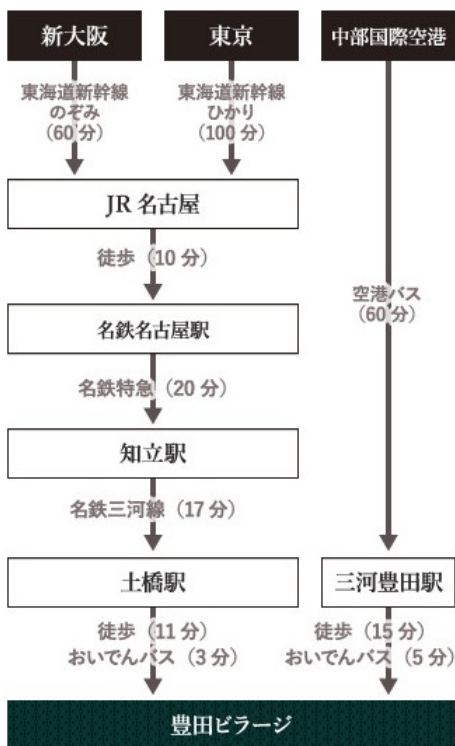 新大阪
東京
中部国際空港
東海道新幹線
のぞみ
(60分)
東海道新幹線
ひかり
(100分)
JR 名古屋
徒歩(10分)
空港バス
(60分)
名鉄名古屋駅
名鉄特急(20分)
知立駅
名鉄三河線(17分)
土橋駅
三河豊田駅
徒歩(11分)
おいでんバス(3分)
徒歩(15分)
おいでんバス(5分)
豊田ビラージ